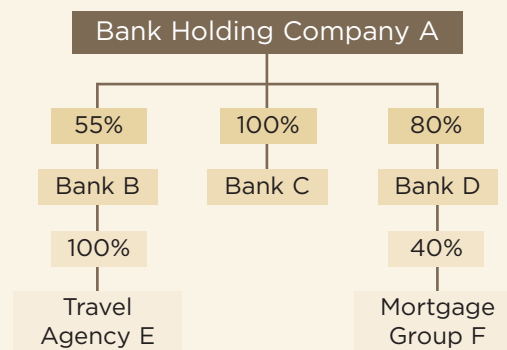 Bank Holding Company A
55%
100%
80%
Bank B
Bank C
Bank D
100%
40%
Travel
Agency E
Mortgage
Group F